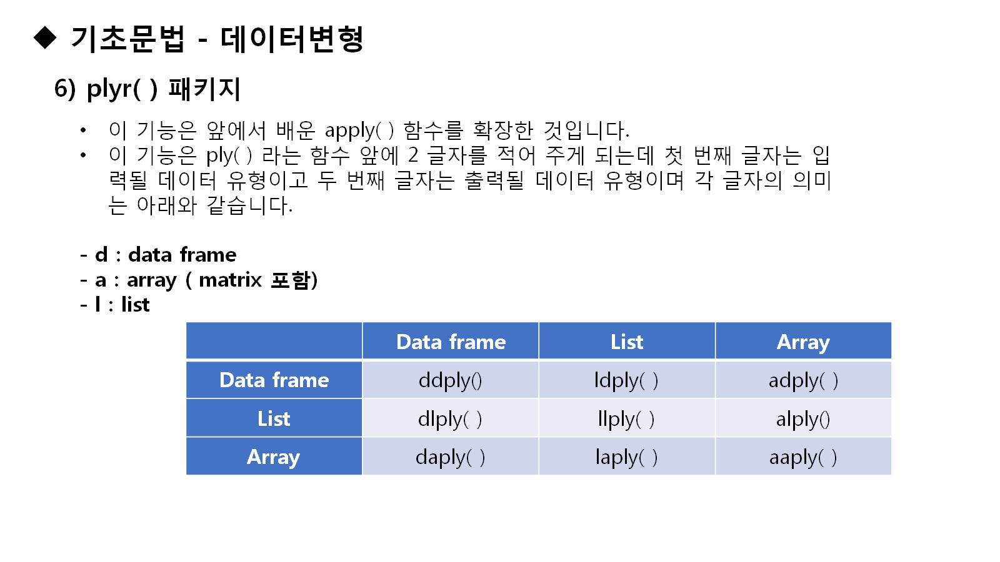 ◆ 기초문법 - 데이터변형
6) plyr( ) 패키지
• 이 기능은 앞에서 배운 apply( ) 함수를 확장한 것입니다.
• 이 기능은 ply( ) 라는 함수 앞에 2 글자를 적어 주게 되는데 첫 번째 글자는 입
력될 데이터 유형이고 두 번째 글자는 출력될 데이터 유형이며 각 글자의 의미
는 아래와 같습니다.
- d : data frame
- a : array ( matrix 포함)
- l : list
Data frame List Array
Data frame ddply() ldply( ) adply( )
List dlply( ) llply( ) alply()
Array daply( ) laply( ) aaply( )